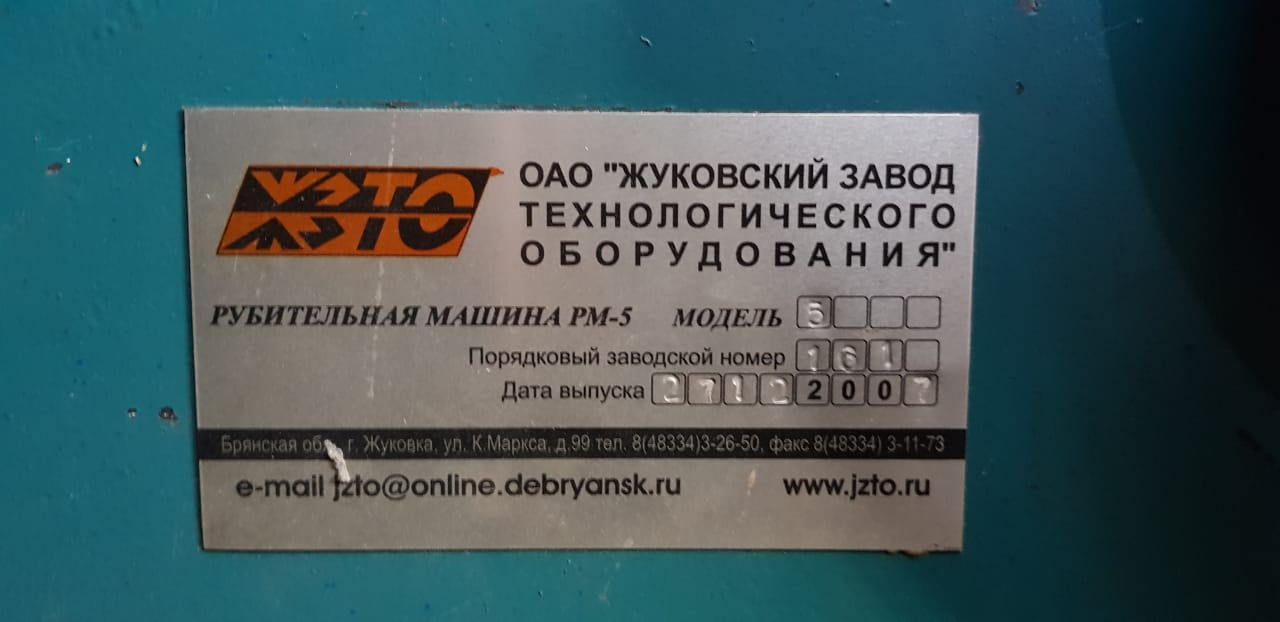 ЖЗТО
ОАО "ЖУКОВСКИЙ ЗАВОД
ТЕХНОЛОГИЧЕСКОГО
ОБОРУДОВАНИЯ"
РУБИТЕЛЬНАЯ МАШИНА РМ-5 МОДЕЛЬ 5
Порядковый заводской номер 161
Дата выпуска 27122007
Брянская г. Жуковка, ул. К.Маркса, д.99 тел. 8(48334)3-26-50, факс 8(48334) 3-11-73
e-mail jzto@online.debryansk.ru www.jzto.ru